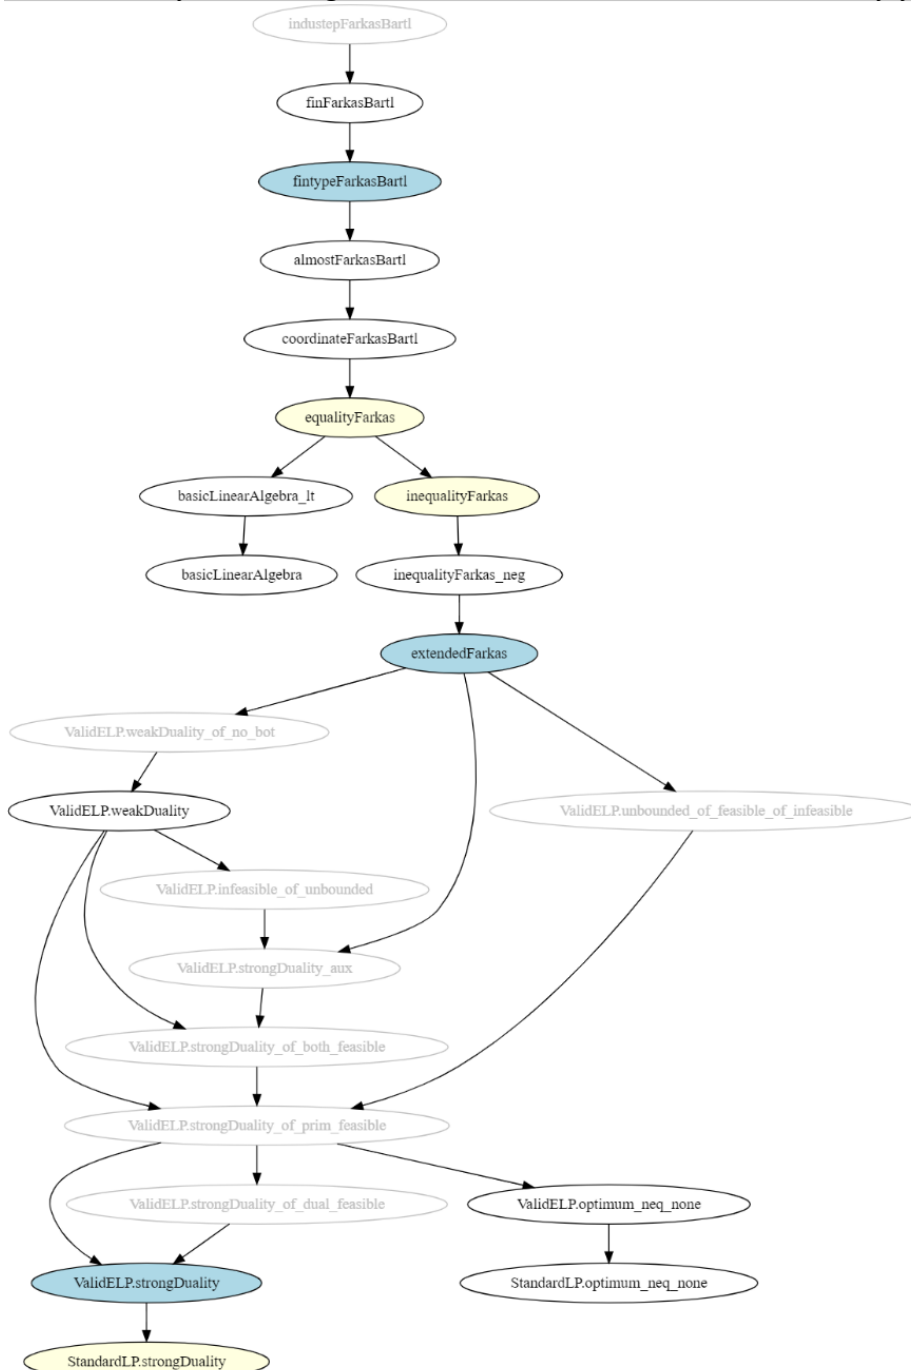 industepFarkasBartl
finFarkasBartl
fintypeFarkasBartl
almostFarkasBartl
coordinateFarkasBartl
equalityFarkas
basicLinearAlgebra_lt
inequalityFarkas
basicLinearAlgebra
inequalityFarkas_neg
extendedFarkas
ValidELP.weakDuality_of_no_bot
ValidELP.weakDuality
ValidELP.unbounded_of_feasible_of_infeasible
ValidELP.infeasible_of_unbounded
ValidELP.strongDuality_aux
ValidELP.strongDuality_of_both_feasible
ValidELP.strongDuality_of_prim_feasible
ValidELP.strongDuality_of_dual_feasible
ValidELP.optimum_neq_none
ValidELP.strongDuality
StandardLP.optimum_neq_none
StandardLP.strongDuality